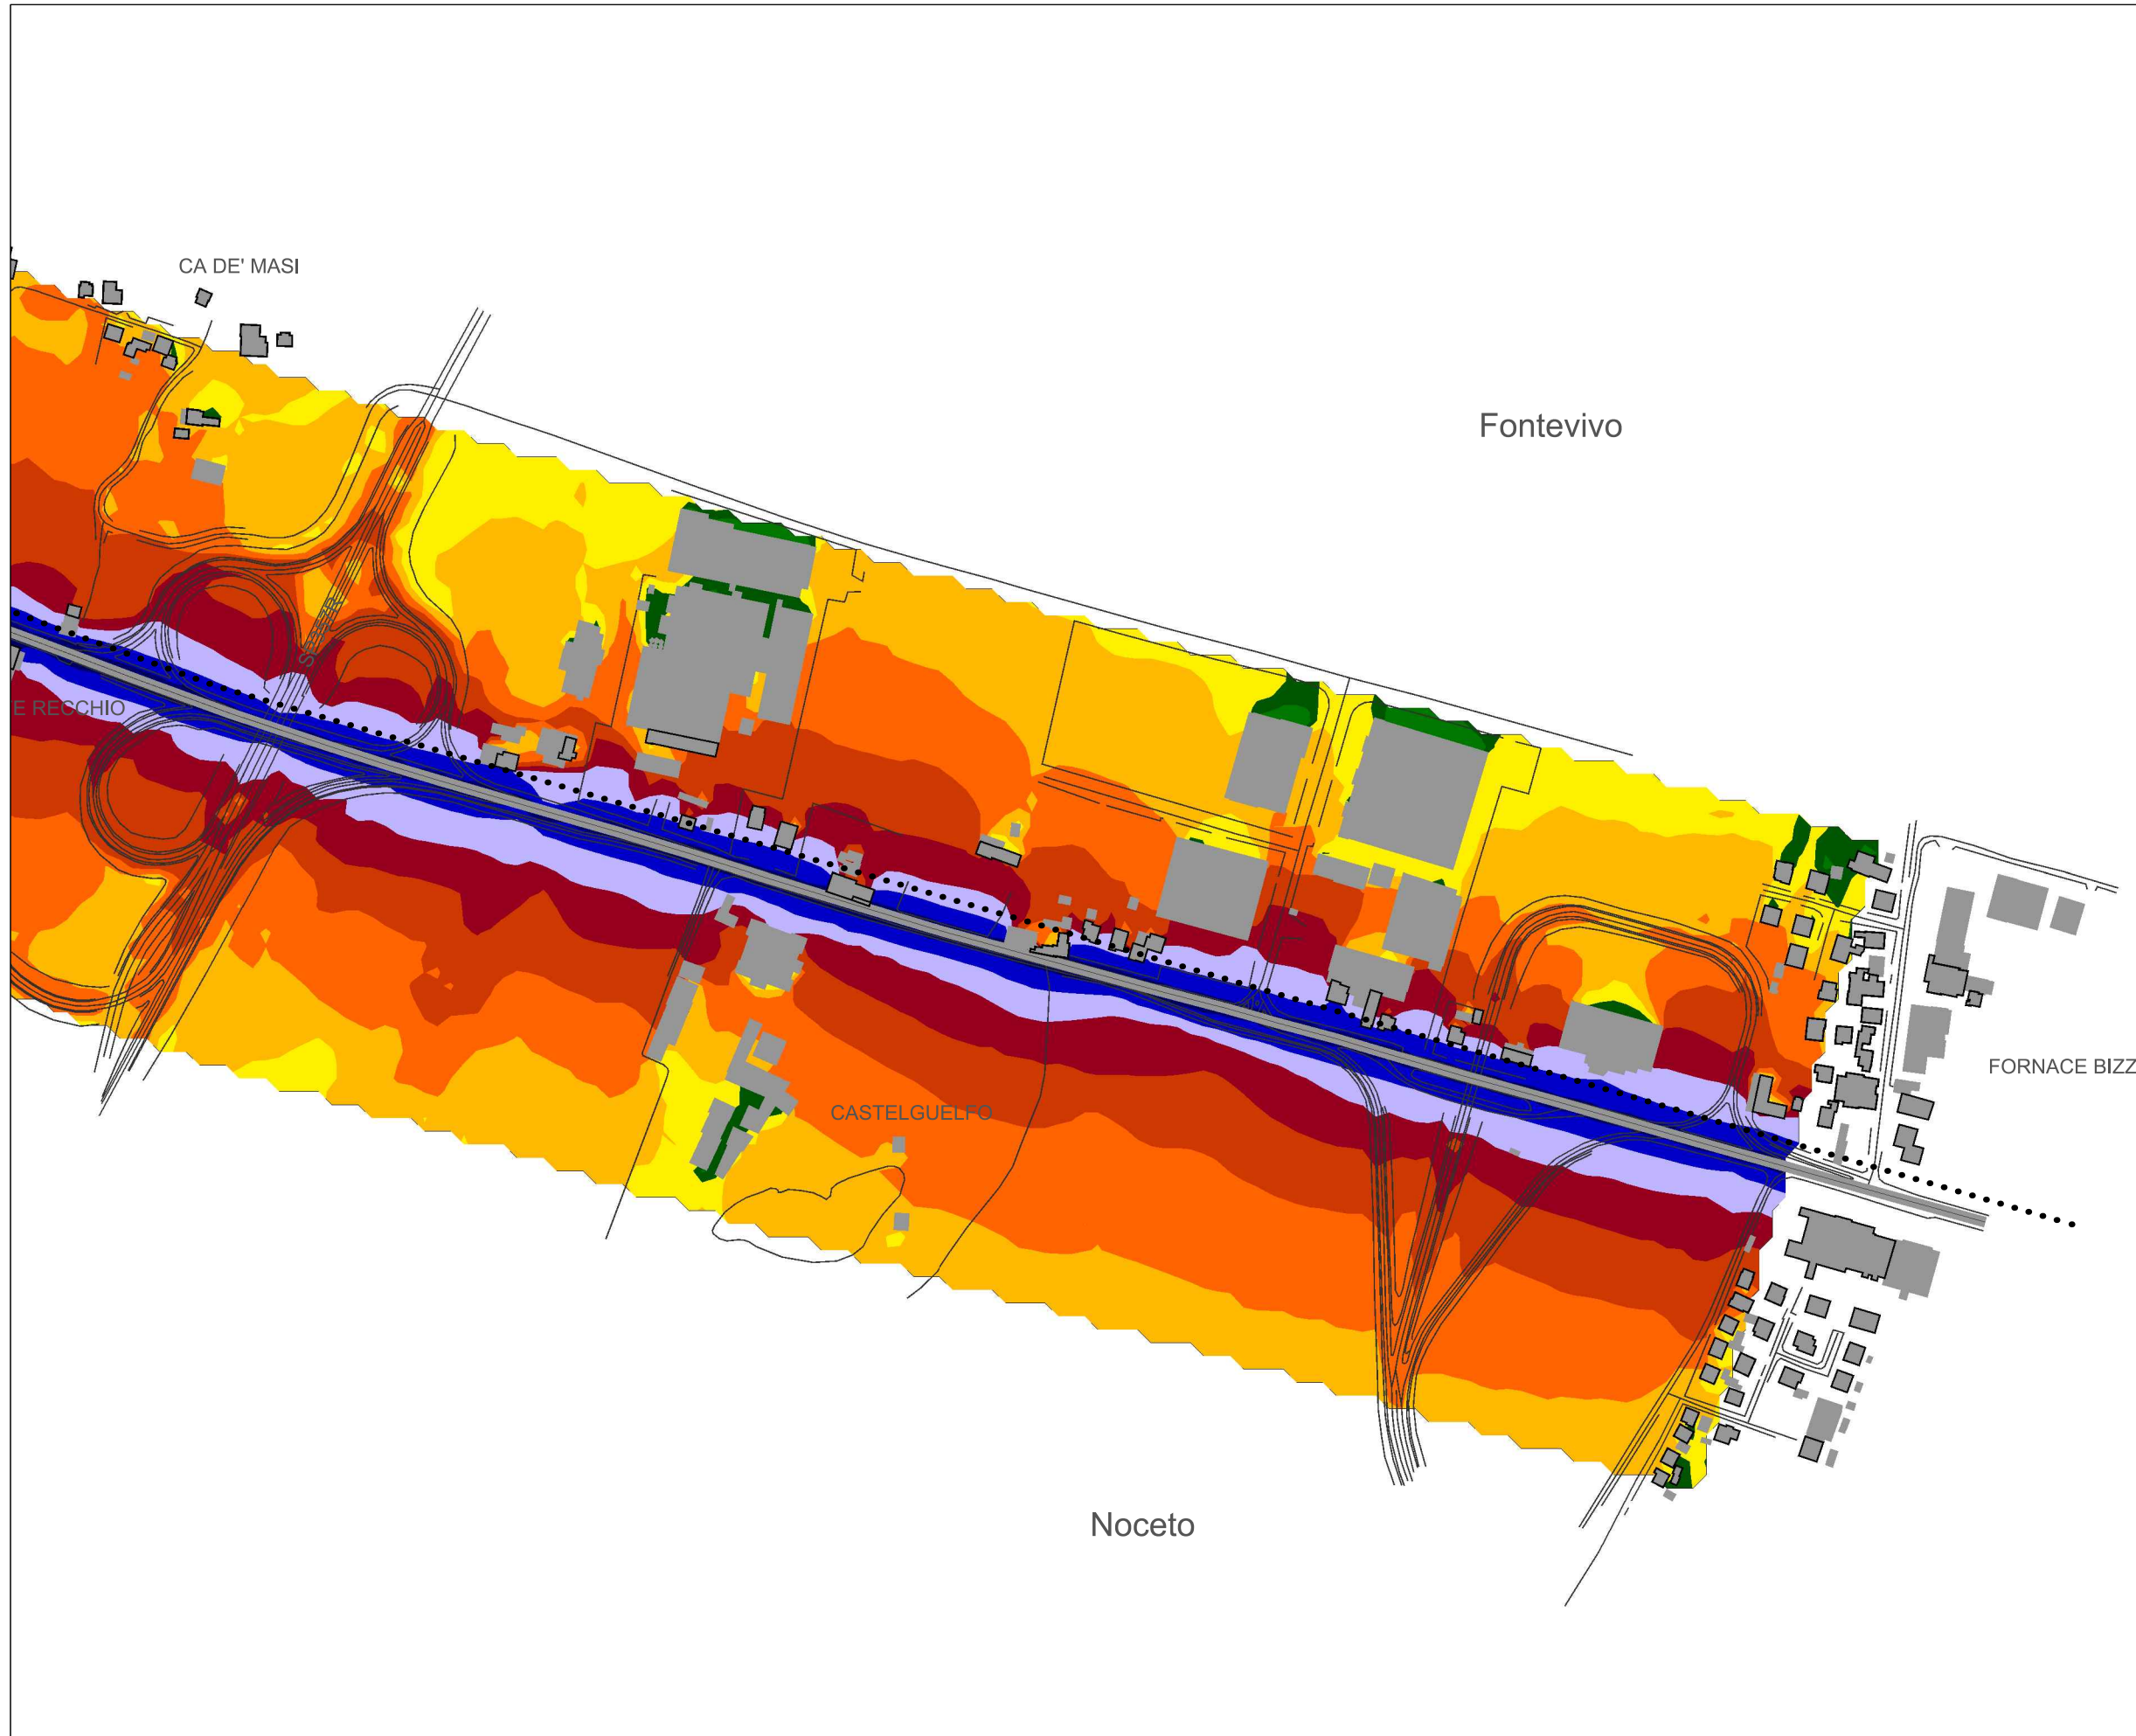 CA DE' MASI
Fontevivo
E RECCHIO
FORNACE BIZZ
CASTELGUELFO
Noceto